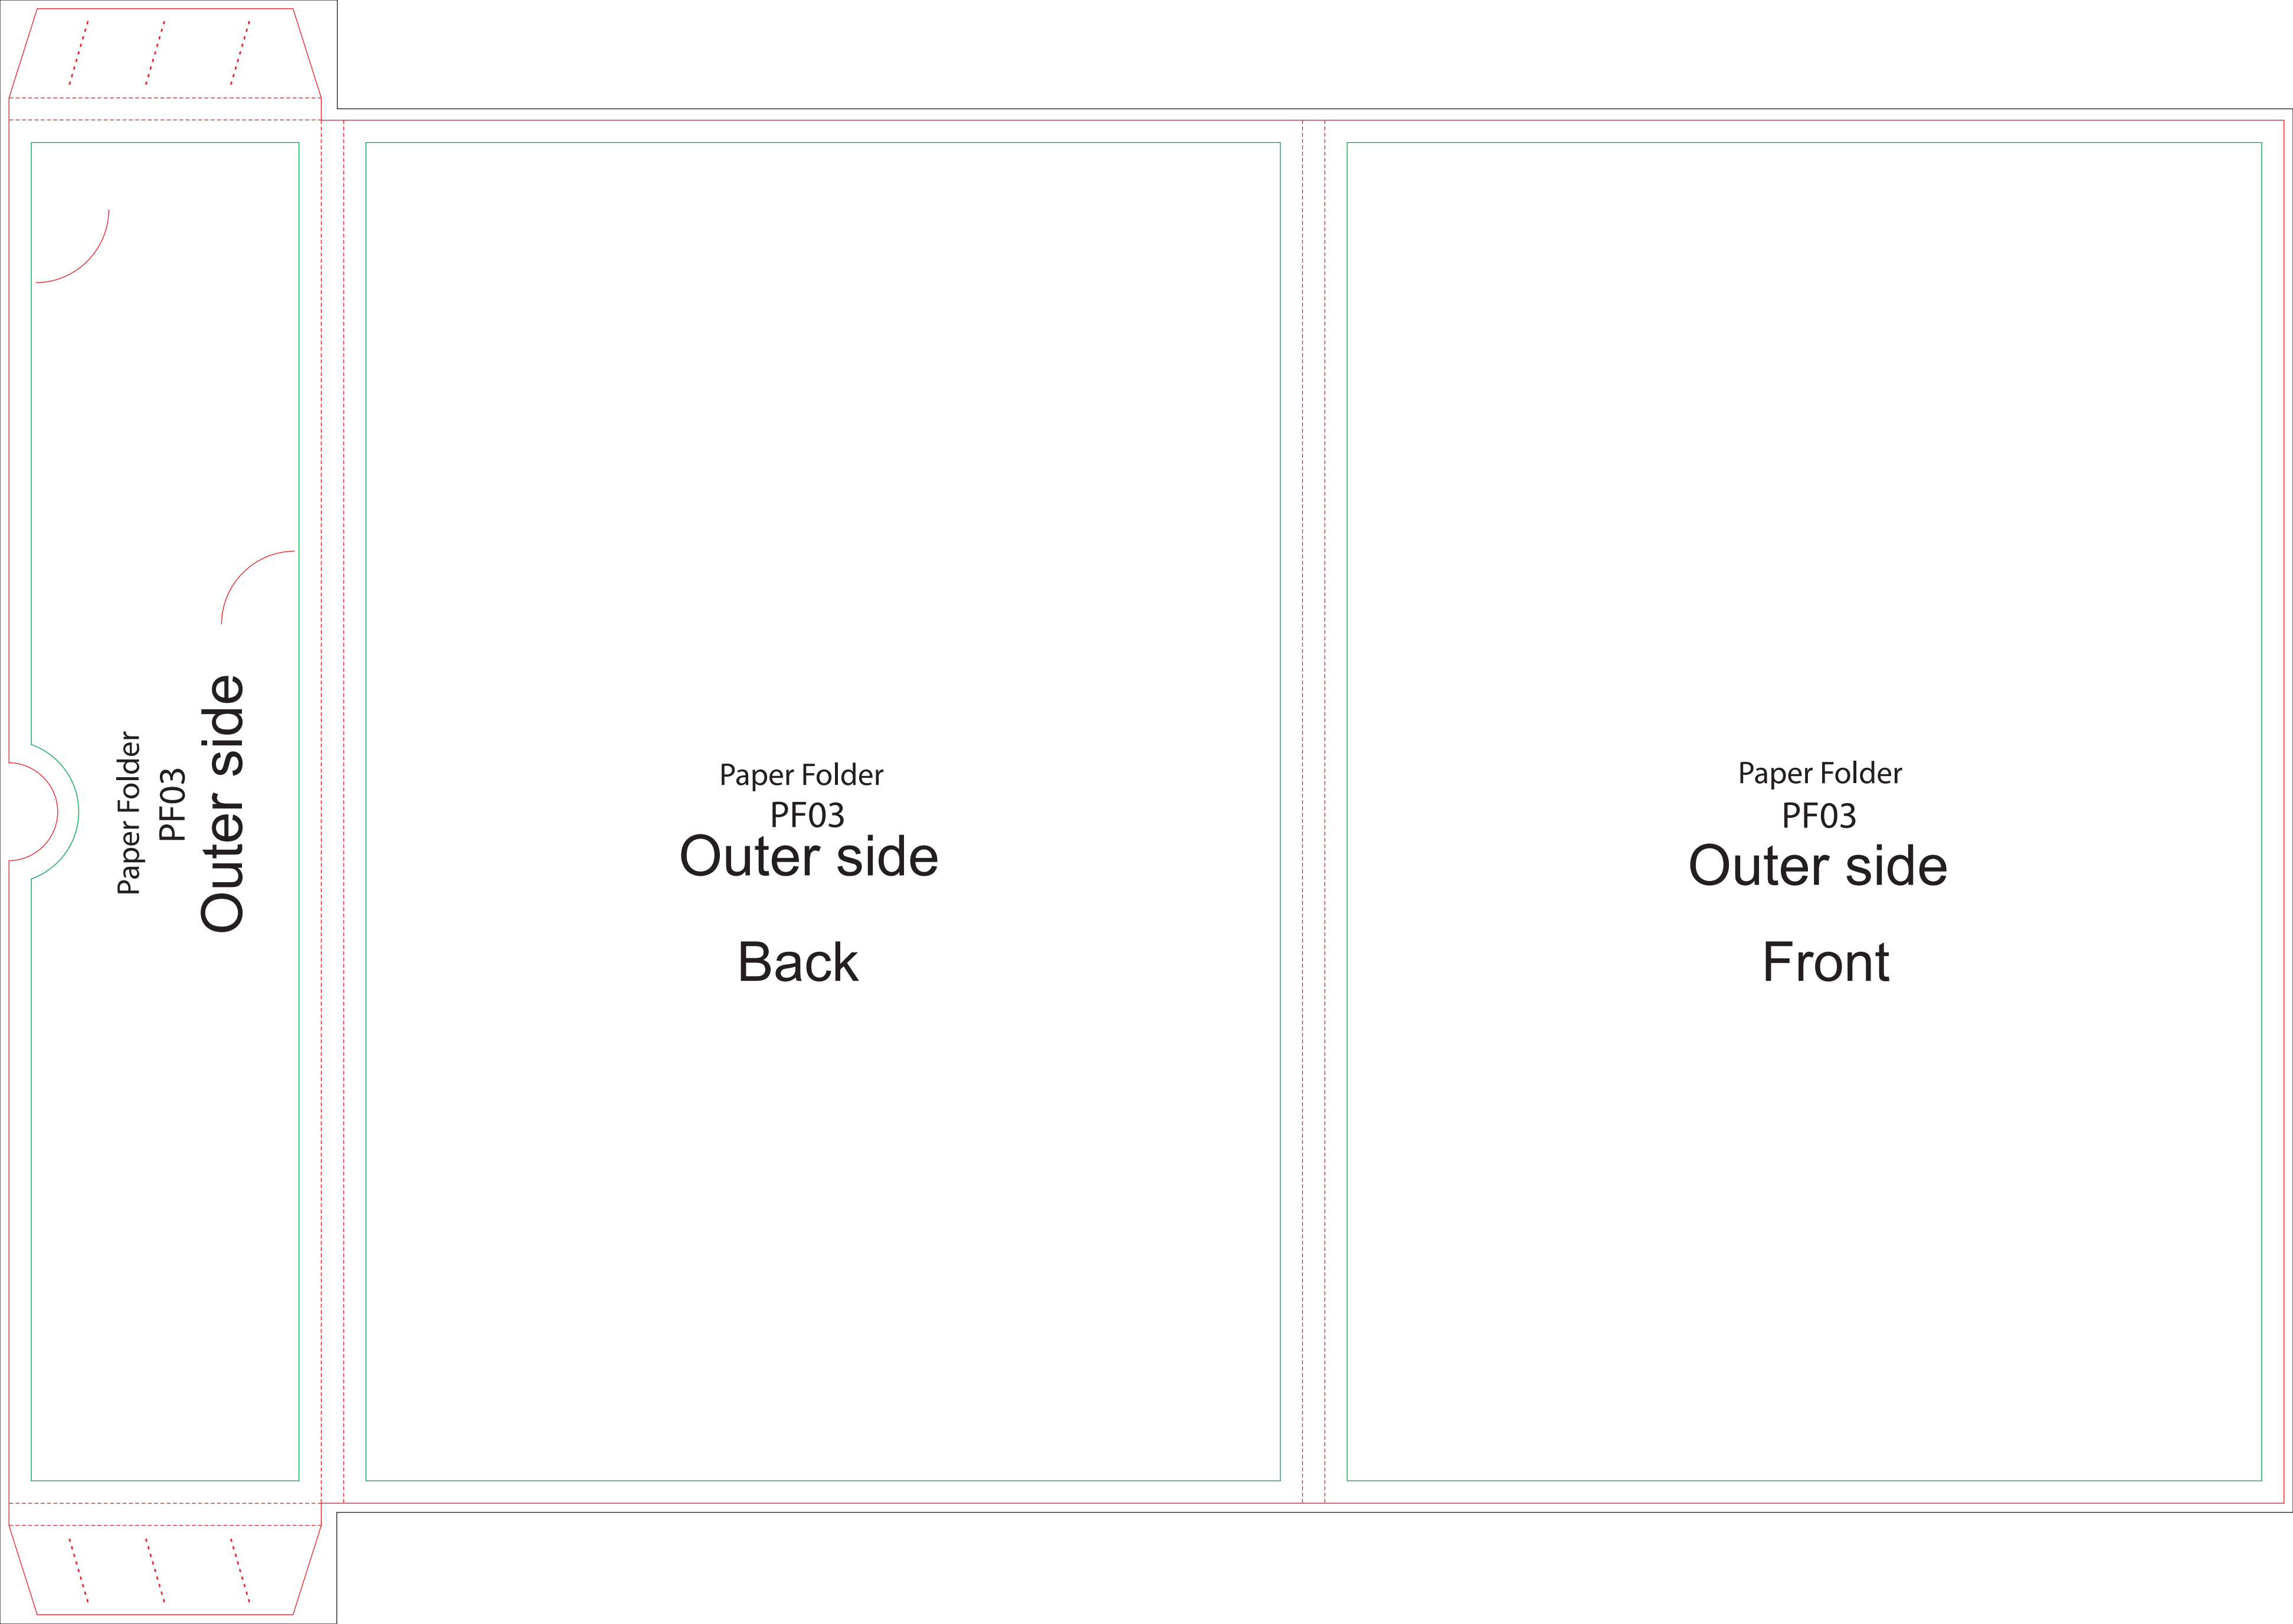 Paper Folder
PF03
Outer side
Paper Folder
PF03
Outer side
Back
Paper Folder
PF03
Outer side
Front